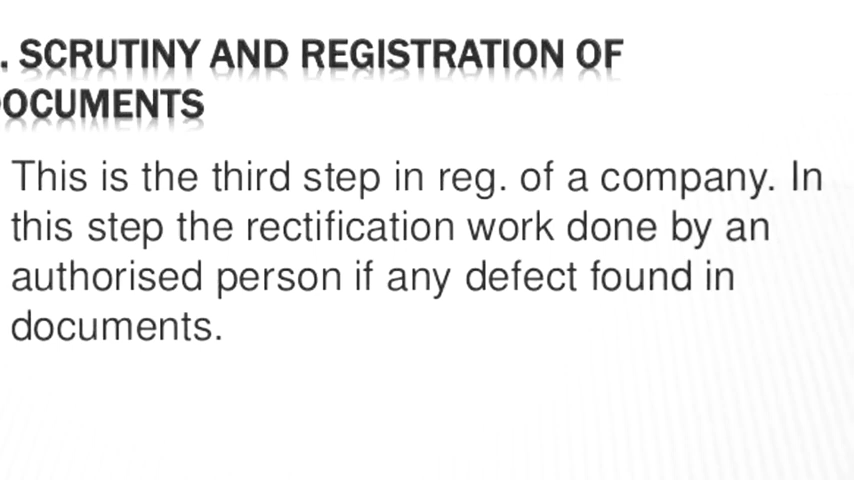 . SCRUTINY AND REGISTRATION OF
OCUMENTS
This is the third step in reg. of a company. In
this step the rectification work done by an
authorised person if any defect found in
documents.